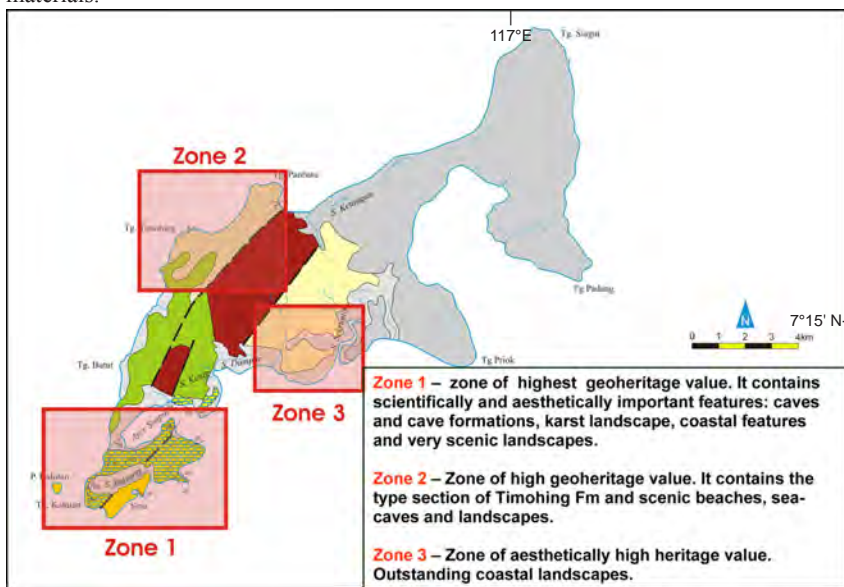 materials.
117°E
Tg. Siagut
Zone 2
Tg. Timohing
S. Kemangan
Tg. Padang
7°15' N
N
0 1 2 3 4km
Tg. Batut
S. Dampar
Tg Priok
Zone 3
Zone 1 – zone of highest geoheritage value. It contains
scientifically and aesthetically important features: caves
and cave formations, karst landscape, coastal features
and very scenic landscapes.
Zone 2 – Zone of high geoheritage value. It contains the
type section of Timohing Fm and scenic beaches, sea-
caves and landscapes.
Zone 3 – Zone of aesthetically high heritage value.
Outstanding coastal landscapes.
Zone 1